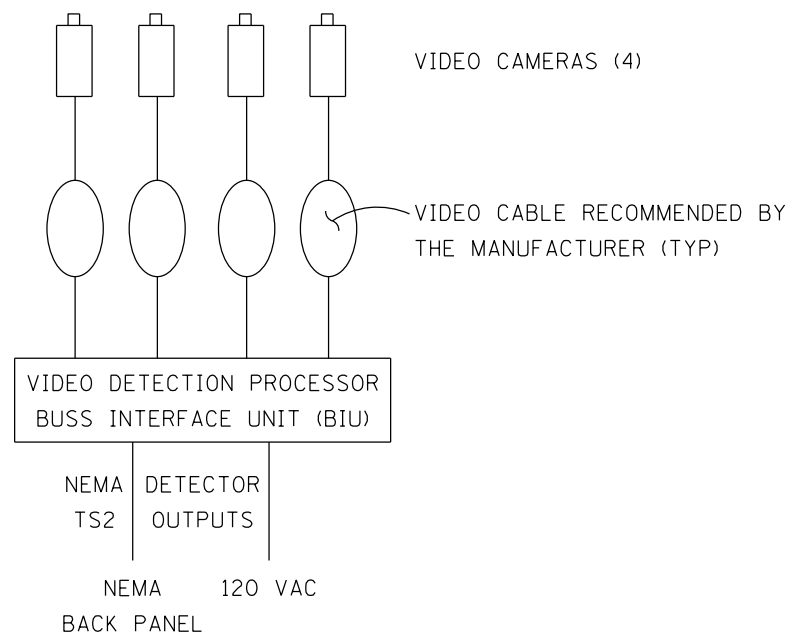 VIDEO CAMERAS (4)
VIDEO CABLE RECOMMENDED BY
THE MANUFACTURER (TYP)
VIDEO DETECTION PROCESSOR
BUSS INTERFACE UNIT (BIU)
NEMA
TS2
DETECTOR
OUTPUTS
NEMA
BACK PANEL
120 VAC